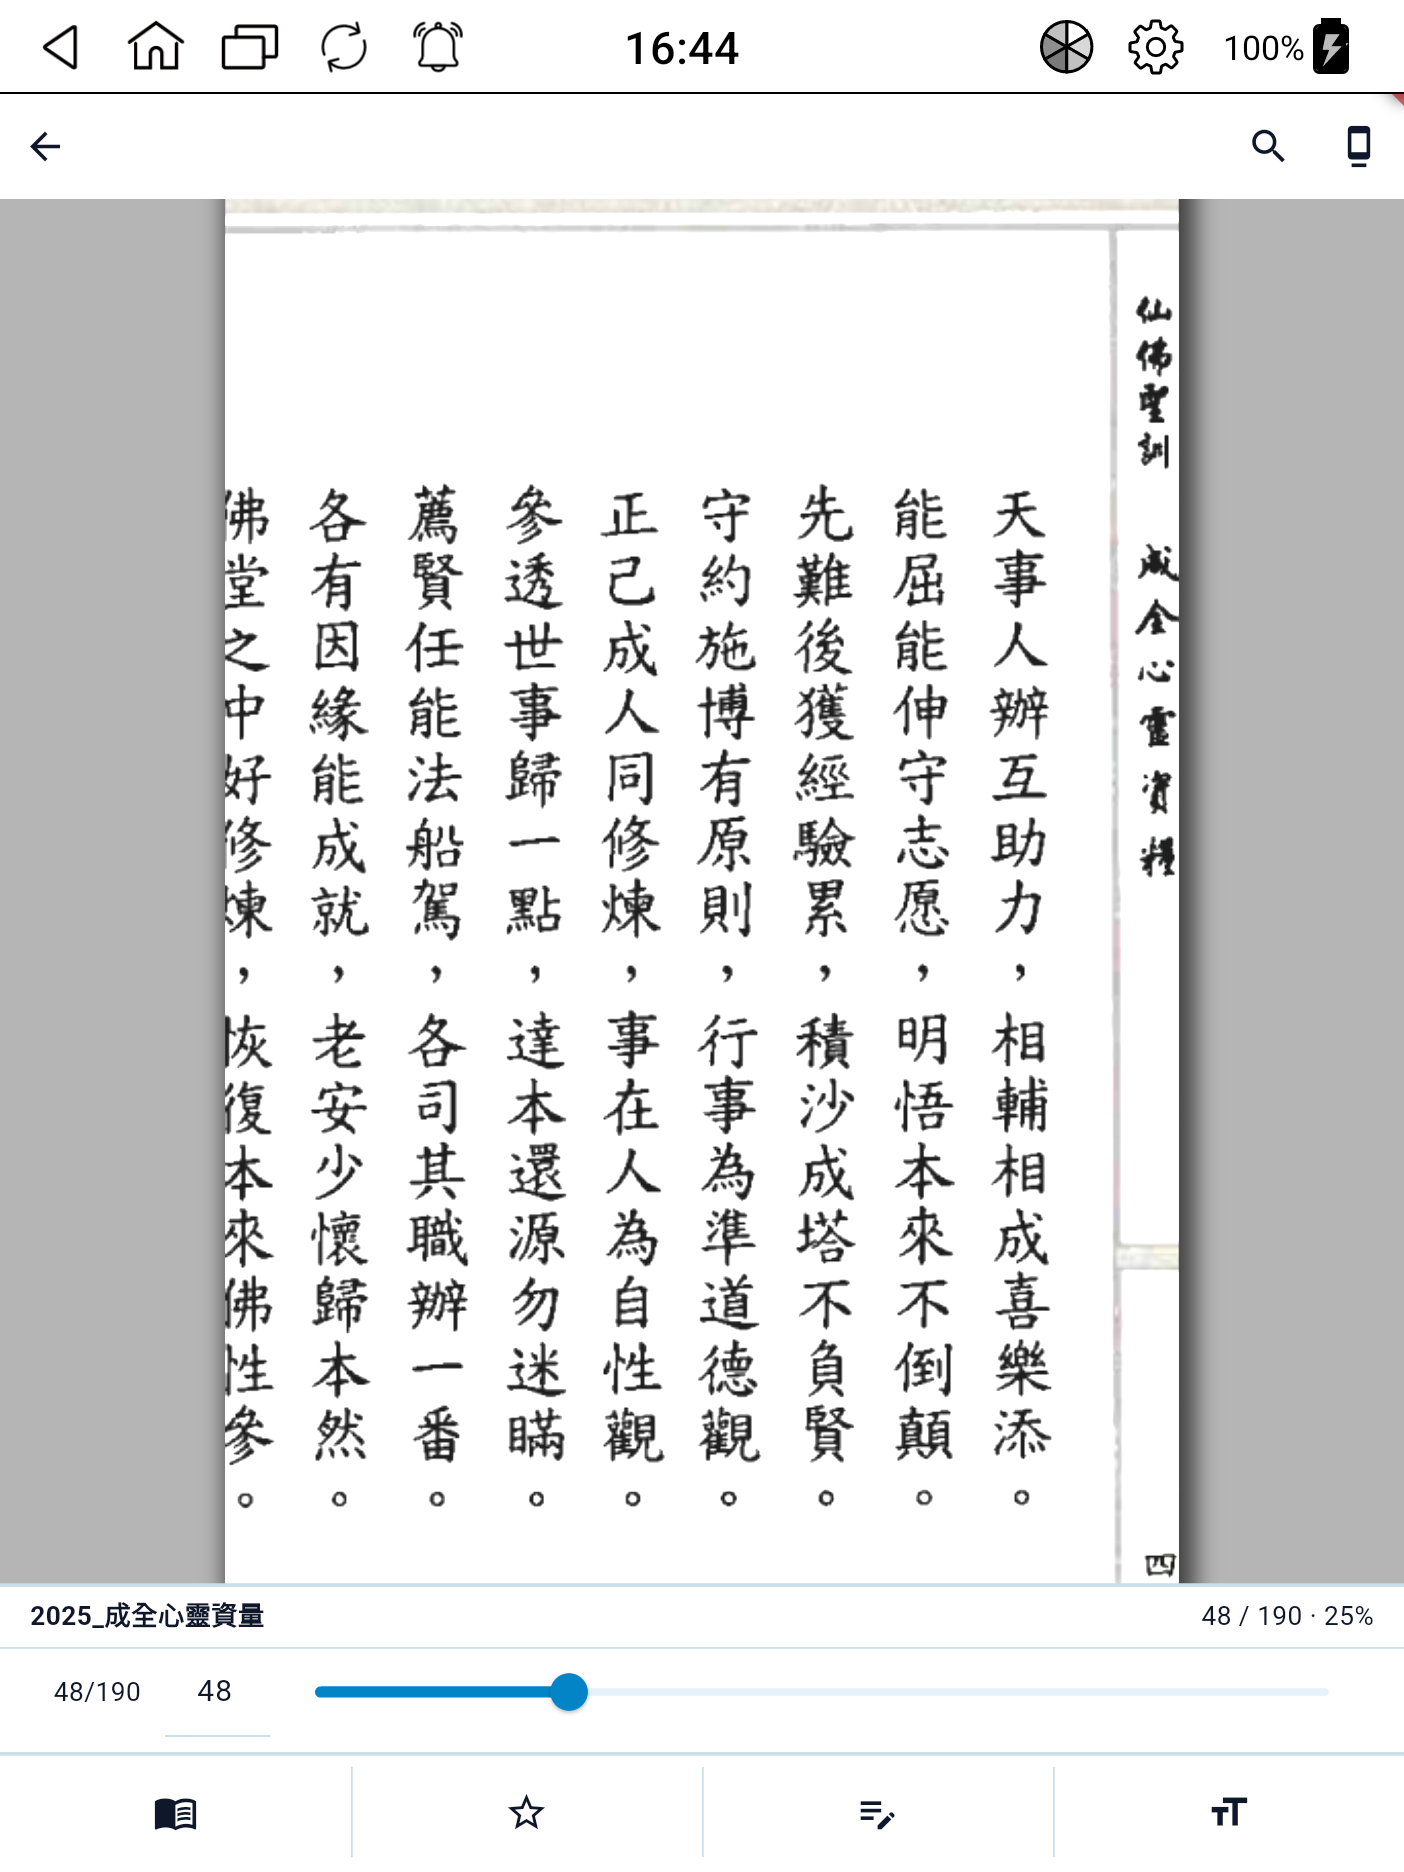 16:44
100%
仙佛聖訓 成全心靈資糧
四
天事人辦互助力，相輔相成喜樂添。
能屈能伸守志愿，明悟本來不倒顛。
先難後獲經驗累，積沙成塔不負賢。
守約施博有原則，行事為準道德觀。
正己成人同修煉，事在人為自性觀。
參透世事歸一點，達本還源勿迷瞞。
薦賢任能法船駕，各司其職辦一番。
各有因緣能成就，老安少懷歸本然。
佛堂之中好修煉，恢復本來佛性參。
2025_成全心靈資量
48 / 190 · 25%
48/190
48